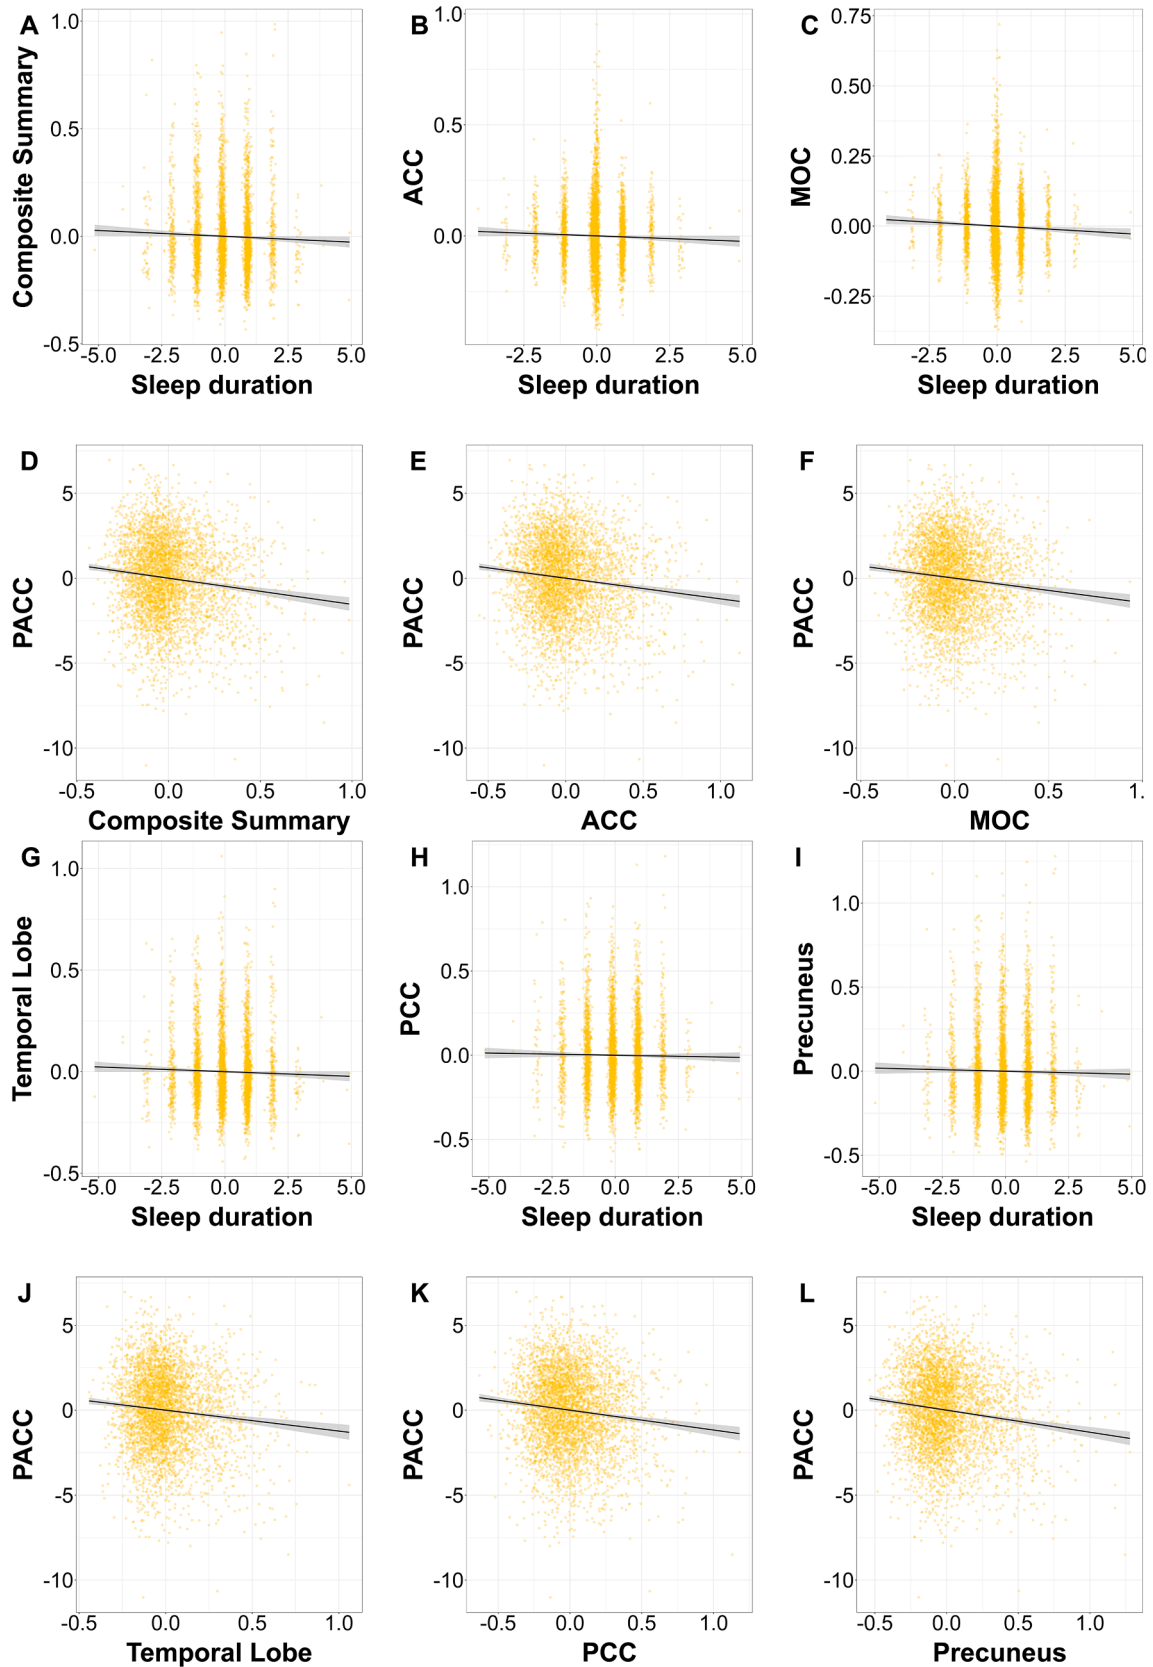 A
B
C
Composite Summary
1.0
0.5
0.0
-0.5
-5.0 -2.5 0.0 2.5 5.0
Sleep duration
ACC
1.0
0.5
0.0
-2.5 0.0 2.5 5.0
Sleep duration
MOC
0.75
0.50
0.25
0.00
-0.25
-2.5 0.0 2.5 5.0
Sleep duration
D
E
F
PACC
5
0
-5
-10
-0.5 0.0 0.5 1.0
Composite Summary
PACC
5
0
-5
-10
-0.5 0.0 0.5 1.0
ACC
PACC
5
0
-5
-10
-0.5 0.0 0.5 1.
MOC
G
H
I
Temporal Lobe
1.0
0.5
0.0
-0.5
-5.0 -2.5 0.0 2.5 5.0
Sleep duration
PCC
1.0
0.5
0.0
-0.5
-5.0 -2.5 0.0 2.5 5.0
Sleep duration
Precuneus
1.0
0.5
0.0
-0.5
-5.0 -2.5 0.0 2.5 5.0
Sleep duration
J
K
L
PACC
5
0
-5
-10
-0.5 0.0 0.5 1.0
Temporal Lobe
PACC
5
0
-5
-10
-0.5 0.0 0.5 1.0
PCC
PACC
5
0
-5
-10
-0.5 0.0 0.5 1.0
Precuneus